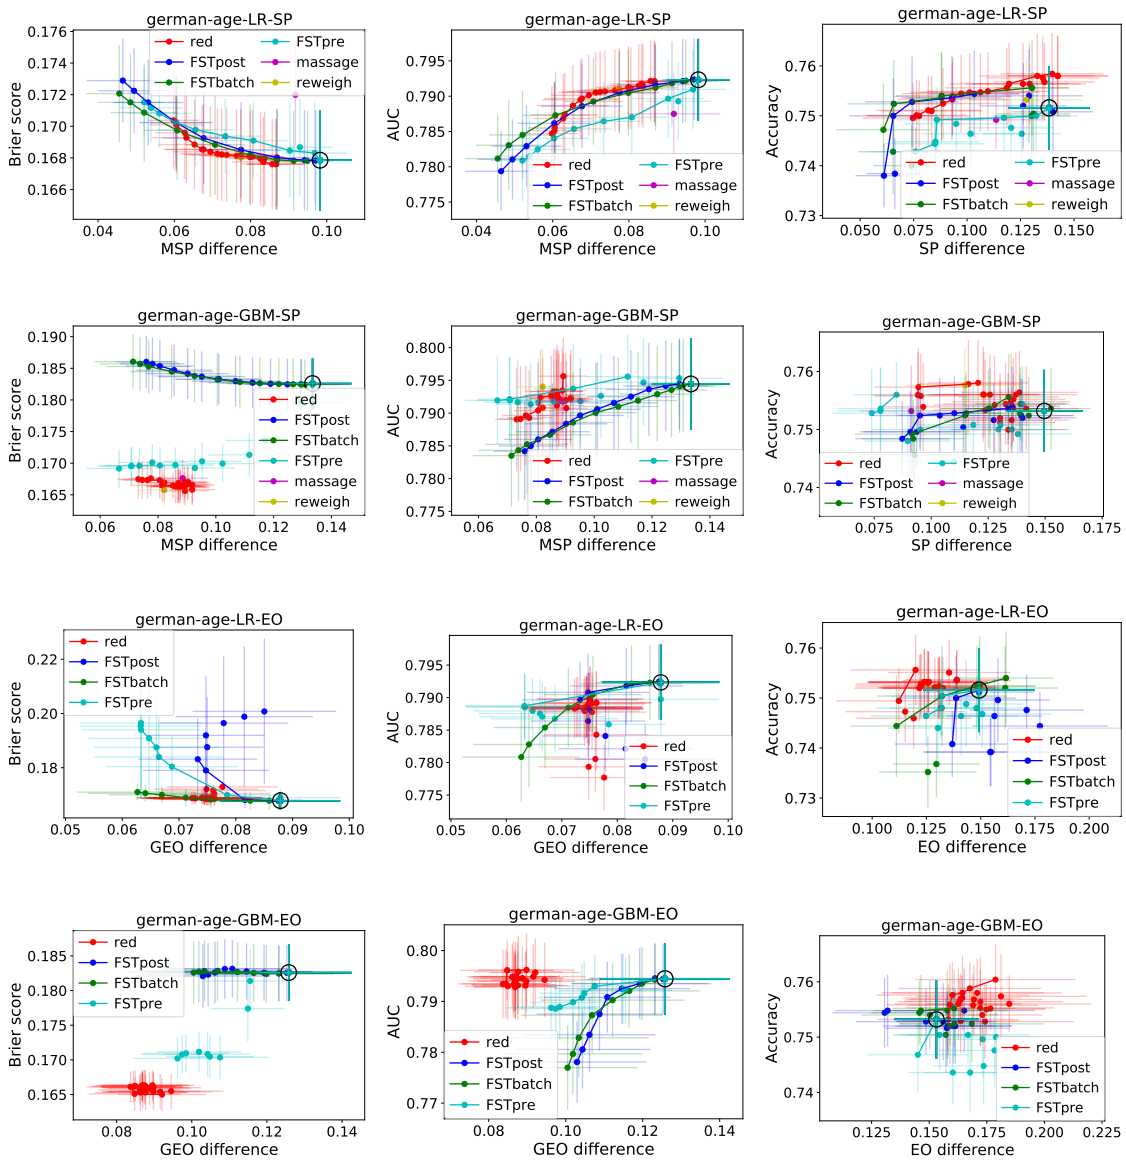 german-age-LR-SP
0.176
0.174
0.172
0.170
0.168
0.166
Brier score
red
FSTpost
FSTbatch
FSTpre
massage
reweigh
0.04
0.06
0.08
0.10
MSP difference
german-age-LR-SP
0.795
0.790
0.785
0.780
0.775
AUC
red
FSTpost
FSTbatch
FSTpre
massage
reweigh
0.04
0.06
0.08
0.10
MSP difference
german-age-LR-SP
0.76
0.75
0.74
0.73
Accuracy
red
FSTpost
FSTbatch
FSTpre
massage
reweigh
0.050
0.075
0.100
0.125
0.150
SP difference
german-age-GBM-SP
0.190
0.185
0.180
0.175
0.170
0.165
Brier score
red
FSTpost
FSTbatch
FSTpre
massage
reweigh
0.06
0.08
0.10
0.12
0.14
MSP difference
german-age-GBM-SP
0.800
0.795
0.790
0.785
0.780
0.775
AUC
red
FSTpost
FSTbatch
FSTpre
massage
reweigh
0.06
0.08
0.10
0.12
0.14
MSP difference
german-age-GBM-SP
0.76
0.75
0.74
Accuracy
red
FSTpost
FSTbatch
FSTpre
massage
reweigh
0.075
0.100
0.125
0.150
0.175
SP difference
german-age-LR-EO
0.22
0.20
0.18
Brier score
red
FSTpost
FSTbatch
FSTpre
0.05
0.06
0.07
0.08
0.09
0.10
GEO difference
german-age-LR-EO
0.795
0.790
0.785
0.780
0.775
AUC
red
FSTpost
FSTbatch
FSTpre
0.05
0.06
0.07
0.08
0.09
0.10
GEO difference
german-age-LR-EO
0.76
0.75
0.74
0.73
Accuracy
red
FSTpost
FSTbatch
FSTpre
0.100
0.125
0.150
0.175
0.200
EO difference
german-age-GBM-EO
0.185
0.180
0.175
0.170
0.165
Brier score
red
FSTpost
FSTbatch
FSTpre
0.08
0.10
0.12
0.14
GEO difference
german-age-GBM-EO
0.80
0.79
0.78
0.77
AUC
red
FSTpost
FSTbatch
FSTpre
0.08
0.10
0.12
0.14
GEO difference
german-age-GBM-EO
0.76
0.75
0.74
Accuracy
red
FSTpost
FSTbatch
FSTpre
0.125
0.150
0.175
0.200
0.225
EO difference